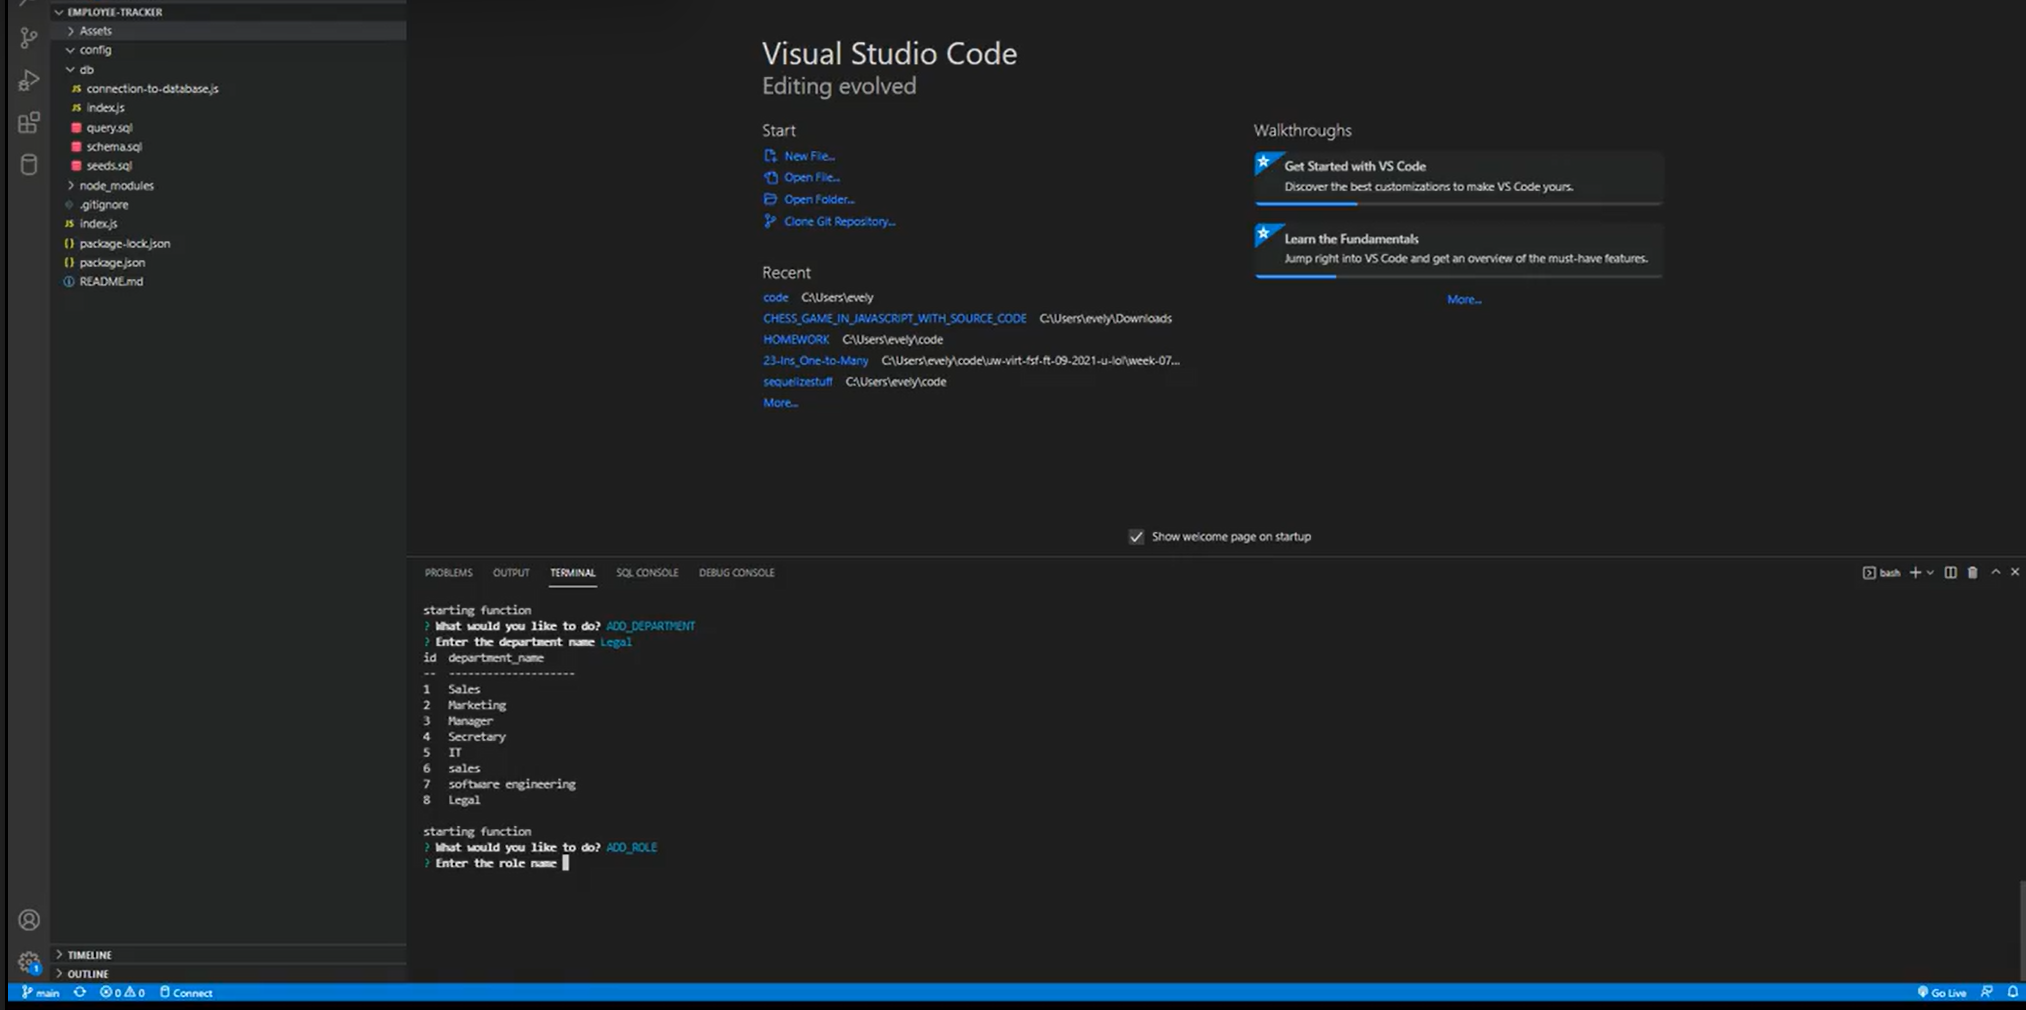 EMPLOYEE-TRACKER
Assets
config
db
JS connection-to-database.js
JS index.js
query.sql
schema.sql
seeds.sql
node_modules
.gitignore
JS index.js
{} package-lock.json
{} package.json
README.md
TIMELINE
OUTLINE
Visual Studio Code
Editing evolved
Start
New File...
Open File...
Open Folder...
Clone Git Repository...
Recent
code C:\Users\evely
CHESS_GAME_IN_JAVASCRIPT_WITH_SOURCE_CODE C:\Users\evely\Downloads
HOMEWORK C:\Users\evely\code
23-Ins_One-to-Many C:\Users\evely\code\uw-virt-fsf-ft-09-2021-u-lol\week-07...
sequelizestuff C:\Users\evely\code
More...
Walkthroughs
Get Started with VS Code
Discover the best customizations to make VS Code yours.
Learn the Fundamentals
Jump right into VS Code and get an overview of the must-have features.
More...
Show welcome page on startup
PROBLEMS OUTPUT TERMINAL SQL CONSOLE DEBUG CONSOLE
bash
starting function
? What would you like to do? ADD_DEPARTMENT
? Enter the department name Legal
id department_name
-- --------------------
1 Sales
2 Marketing
3 Manager
4 Secretary
5 IT
6 sales
7 software engineering
8 Legal
starting function
? What would you like to do? ADD_ROLE
? Enter the role name
1
main 0 0 Connect
Go Live